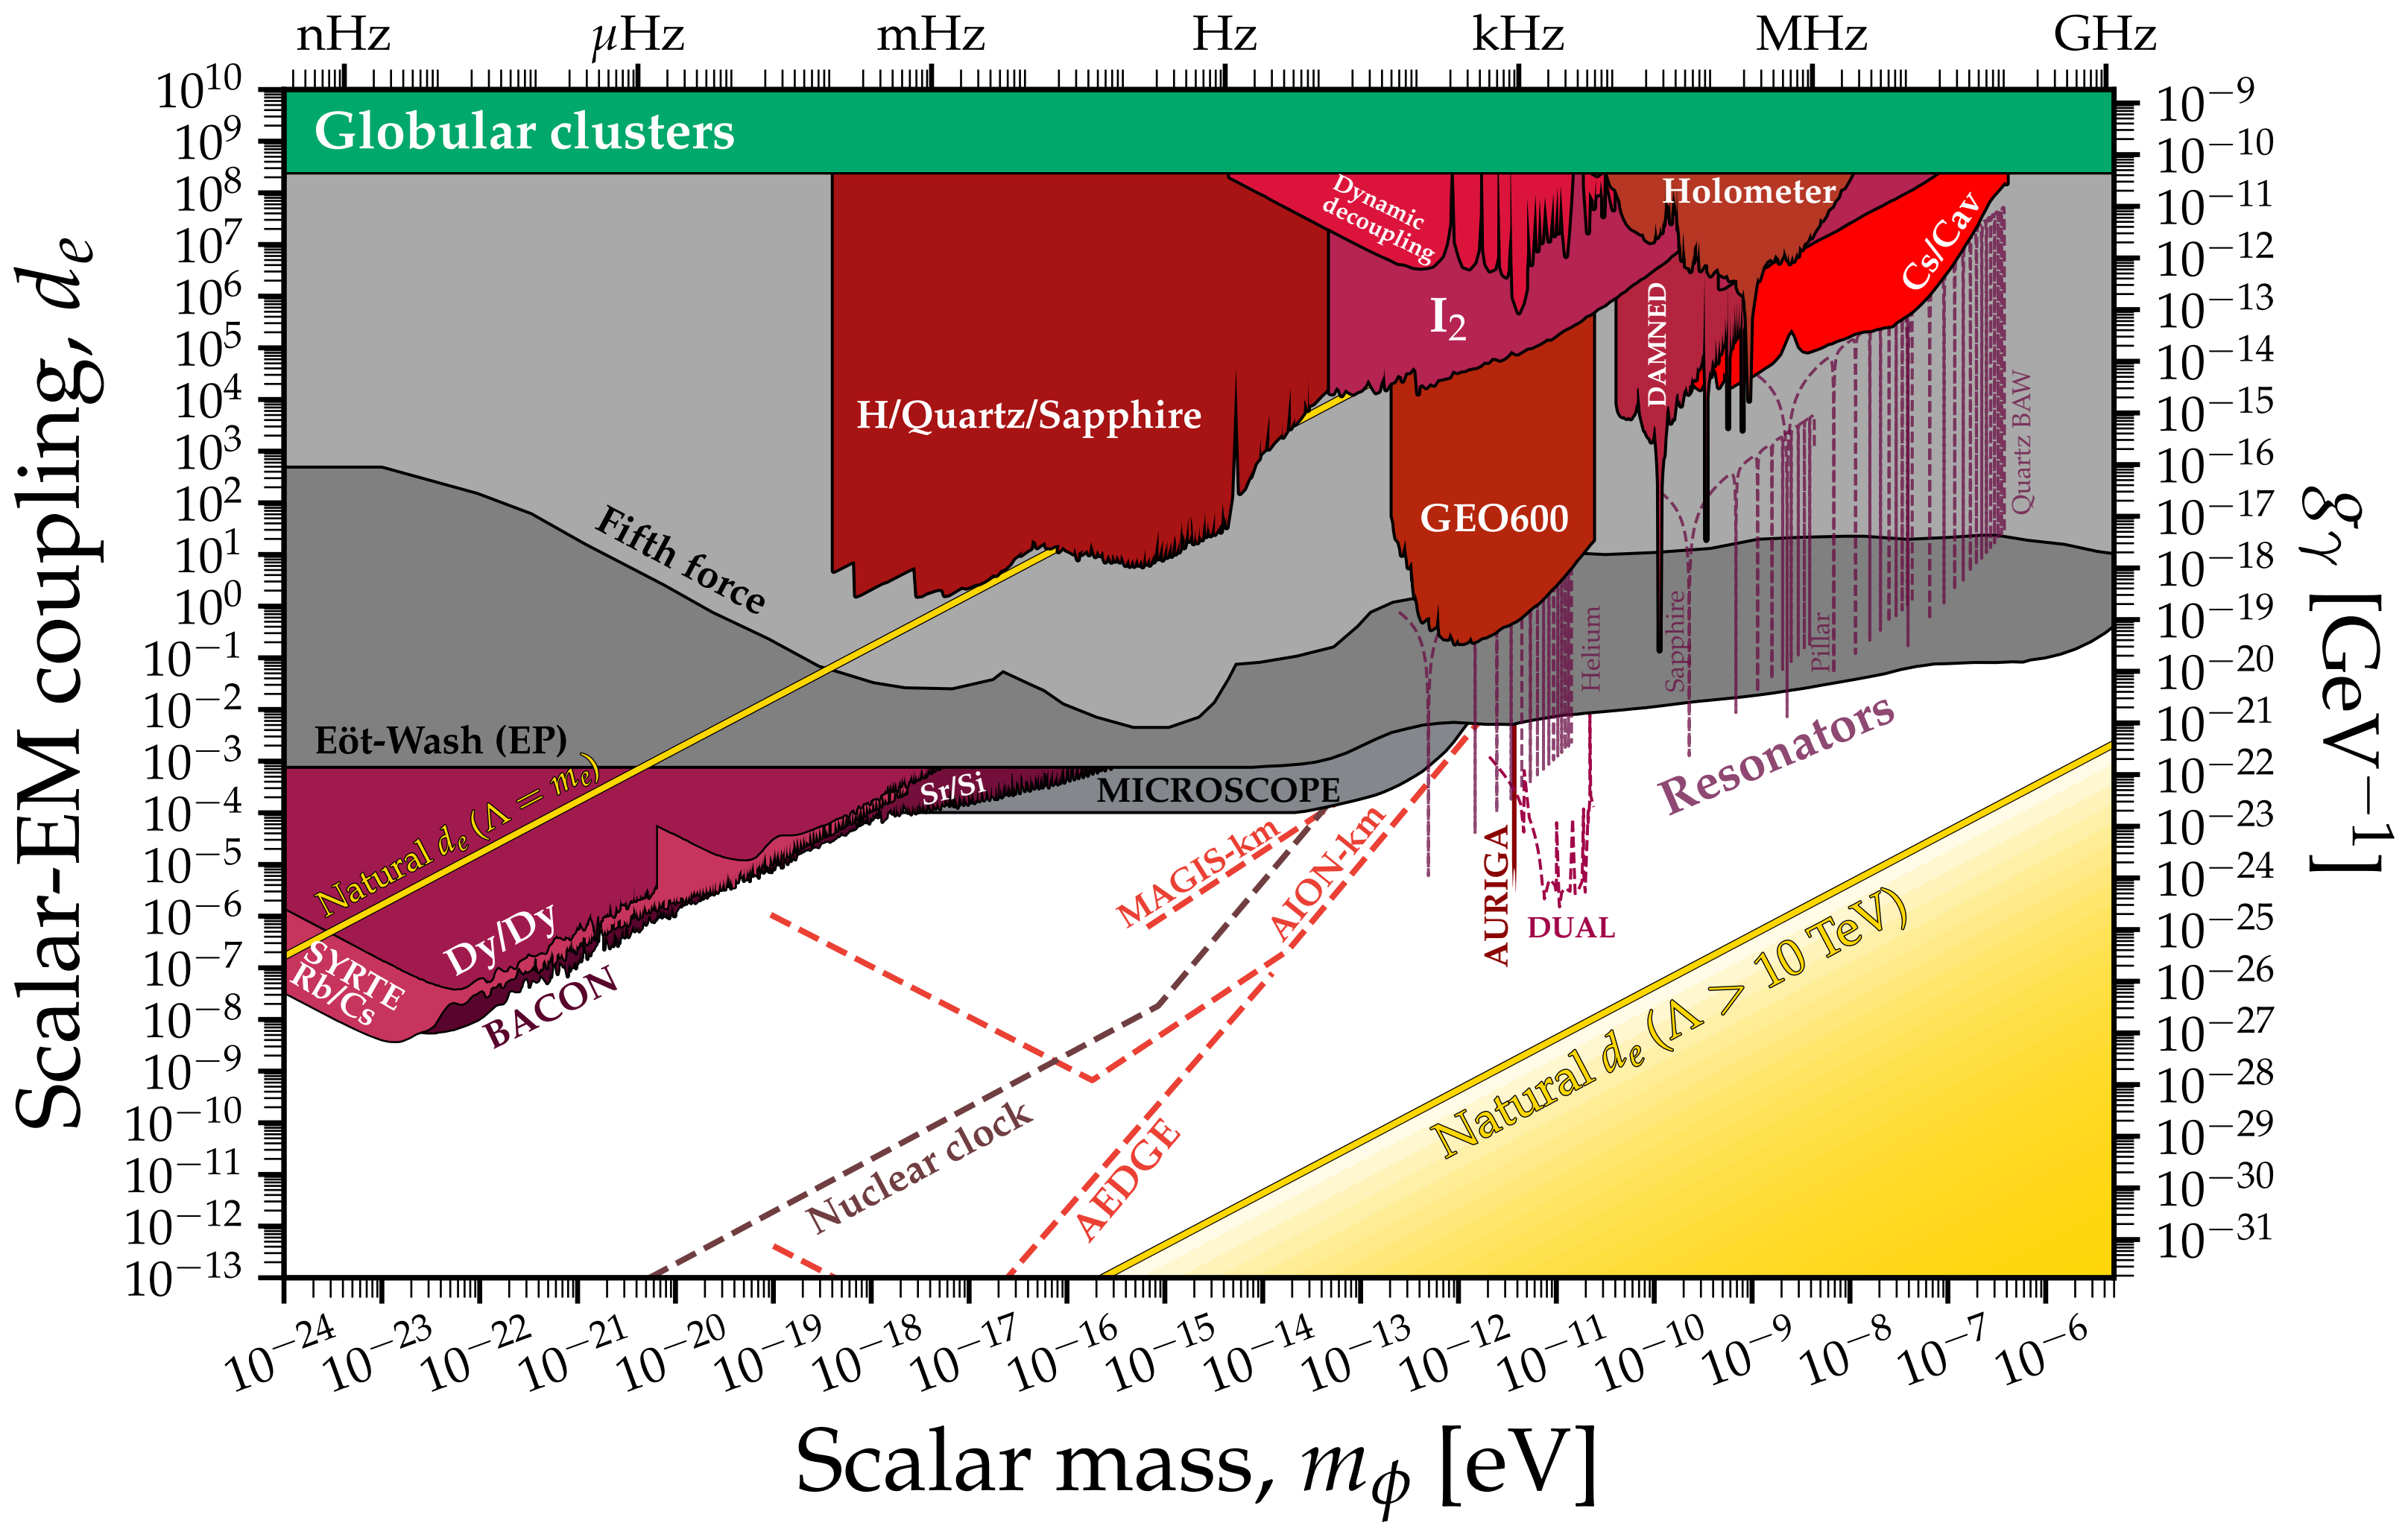 nHz μHz mHz Hz kHz MHz GHz
10^10
10^9
10^8
10^7
10^6
10^5
10^4
10^3
10^2
10^1
10^0
10^−1
10^−2
10^−3
10^−4
10^−5
10^−6
10^−7
10^−8
10^−9
10^−10
10^−11
10^−12
10^−13
Scalar-EM coupling, d_e
Globular clusters
Dynamic
decoupling
Holometer
Cs/Cav
I_2
DAMNED
H/Quartz/Sapphire
GEO600
Quartz BAW
Fifth force
Helium
Sapphire
Pillar
Eöt-Wash (EP)
Natural d_e (Λ = m_e)
Sr/Si
MICROSCOPE
Resonators
MAGIS-km
AION-km
AURIGA
DUAL
SYRTE
Rb/Cs
Dy/Dy
BACON
Natural d_e (Λ > 10 TeV)
Nuclear clock
AEDGE
10^−9
10^−10
10^−11
10^−12
10^−13
10^−14
10^−15
10^−16
10^−17
10^−18
10^−19
10^−20
10^−21
10^−22
10^−23
10^−24
10^−25
10^−26
10^−27
10^−28
10^−29
10^−30
10^−31
g_γ [GeV^−1]
10^−24 10^−23 10^−22 10^−21 10^−20 10^−19 10^−18 10^−17 10^−16 10^−15 10^−14 10^−13 10^−12 10^−11 10^−10 10^−9 10^−8 10^−7 10^−6
Scalar mass, m_ϕ [eV]